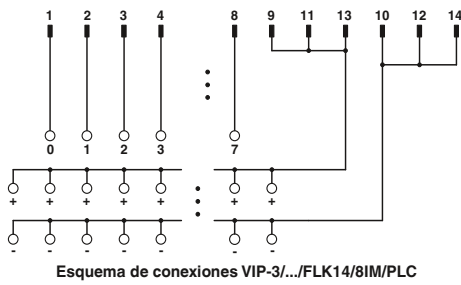 1 2 3 4 8 9 11 13 10 12 14
0 1 2 3 7
+ + + + + + +
- - - - - - -
Esquema de conexiones VIP-3/.../FLK14/8IM/PLC